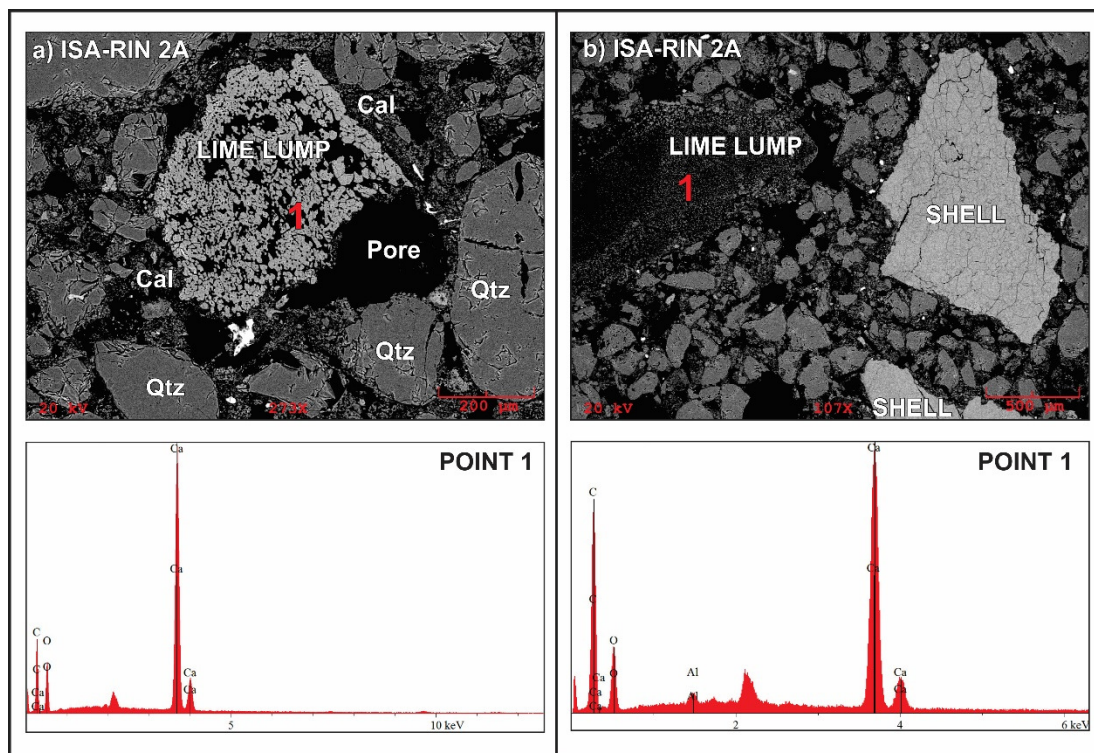 a) ISA-RIN 2A
Cal
LIME LUMP
1
Pore
Cal
Qtz
Qtz
Qtz
20 kV
273X
200 µm
b) ISA-RIN 2A
LIME LUMP
1
SHELL
SHELL
20 kV
107X
500 µm
POINT 1
Ca
Ca
C
O
C
O
Ca
Ca
Ca
Ca
5
10 keV
POINT 1
Ca
C
Ca
C
O
Ca
O
Al
Ca
Ca
Ca
Ca
2
4
6 keV